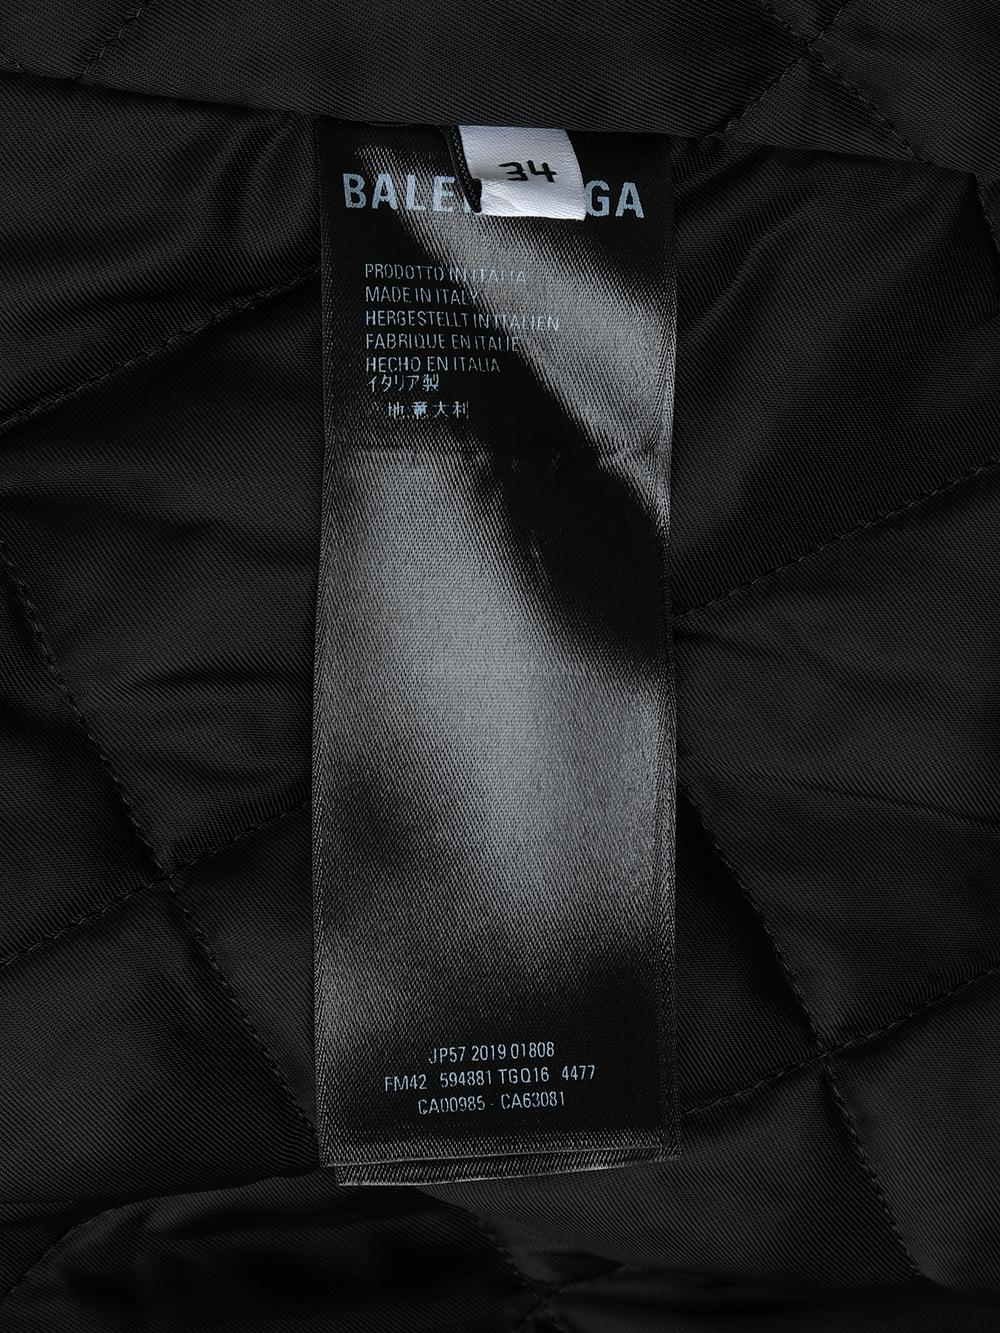 34
BALE GA
PRODOTTO IN ITALIA
MADE IN ITALY
HERGESTELLT IN ITALIEN
FABRIQUE EN ITALIE
HECHO EN ITALIA
イタリア製
地 大利
JP57 2019 01808
FM42 594881 TGQ16 4477
CA00985 - CA63081